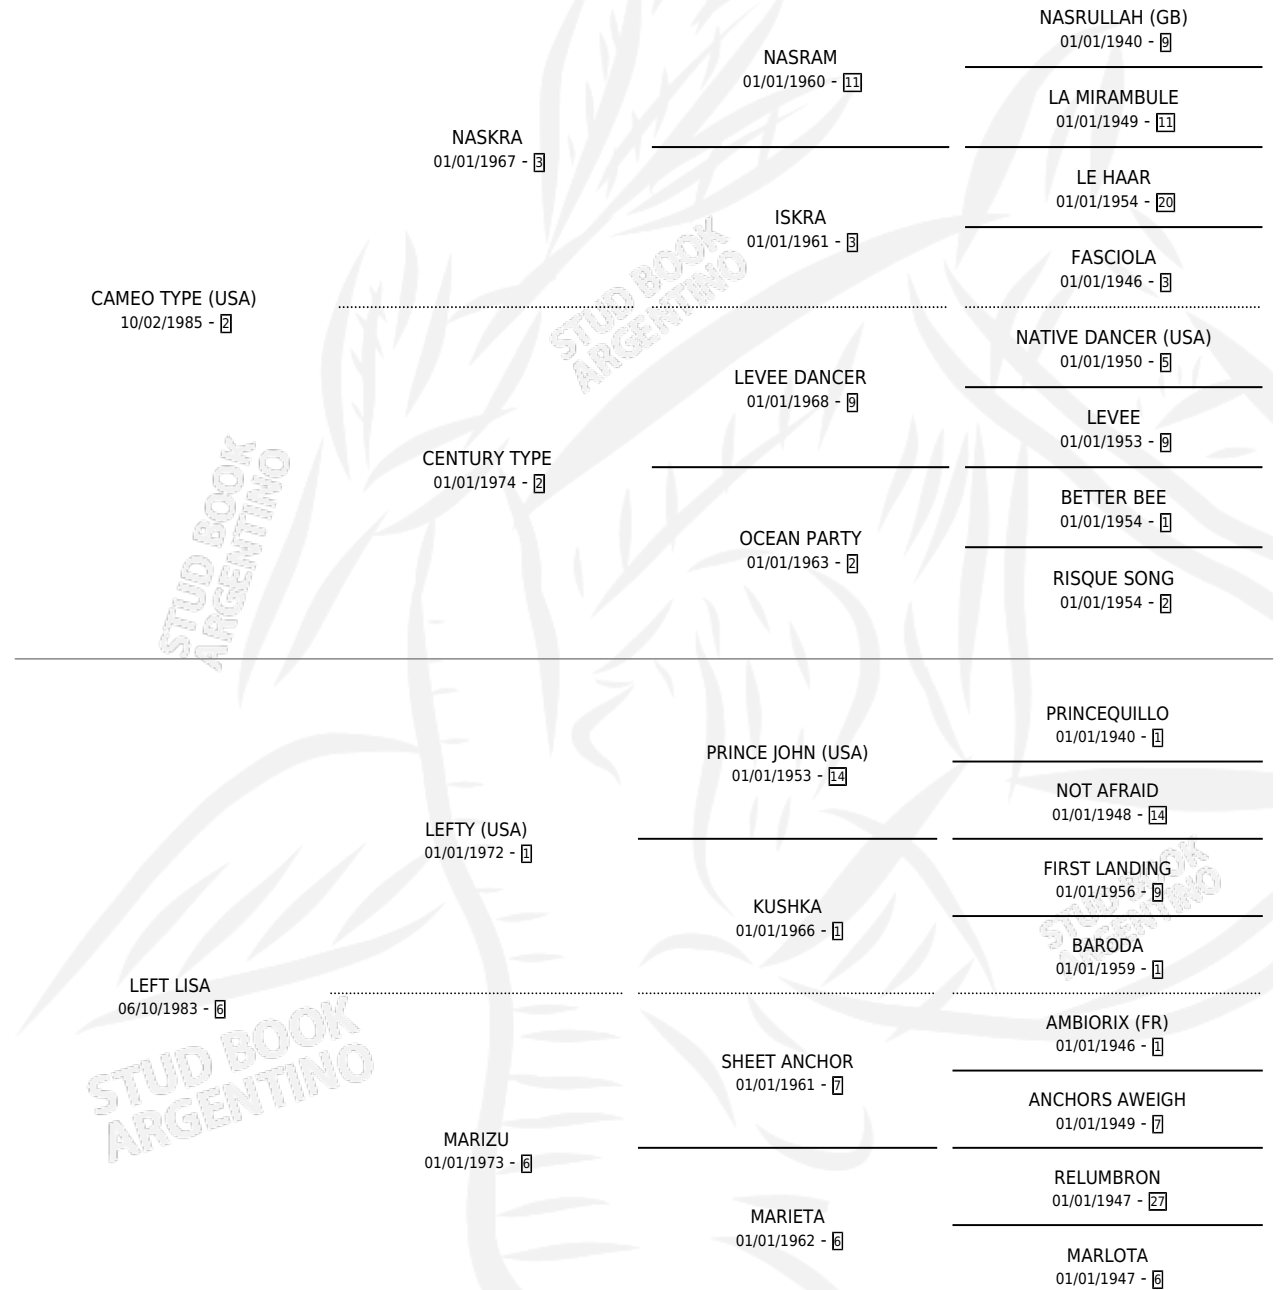 NASRULLAH (GB)
01/01/1940 - 9
NASRAM
01/01/1960 - 11
LA MIRAMBULE
01/01/1949 - 11
NASKRA
01/01/1967 - 3
LE HAAR
01/01/1954 - 20
ISKRA
01/01/1961 - 3
FASCIOLA
01/01/1946 - 3
CAMEO TYPE (USA)
10/02/1985 - 2
NATIVE DANCER (USA)
01/01/1950 - 5
LEVEE DANCER
01/01/1968 - 9
LEVEE
01/01/1953 - 9
CENTURY TYPE
01/01/1974 - 2
BETTER BEE
01/01/1954 - 1
OCEAN PARTY
01/01/1963 - 2
RISQUE SONG
01/01/1954 - 2
PRINCEQUILLO
01/01/1940 - 1
PRINCE JOHN (USA)
01/01/1953 - 14
NOT AFRAID
01/01/1948 - 14
LEFTY (USA)
01/01/1972 - 1
FIRST LANDING
01/01/1956 - 9
KUSHKA
01/01/1966 - 1
BARODA
01/01/1959 - 1
LEFT LISA
06/10/1983 - 6
AMBIORIX (FR)
01/01/1946 - 1
SHEET ANCHOR
01/01/1961 - 7
ANCHORS AWEIGH
01/01/1949 - 7
MARIZU
01/01/1973 - 6
RELUMBRON
01/01/1947 - 27
MARIETA
01/01/1962 - 6
MARLOTA
01/01/1947 - 6
STUD BOOK
ARGENTINO
STUD BOOK
ARGENTINO
STUD BOOK
ARGENTINO
STUD BOOK
ARGENTINO